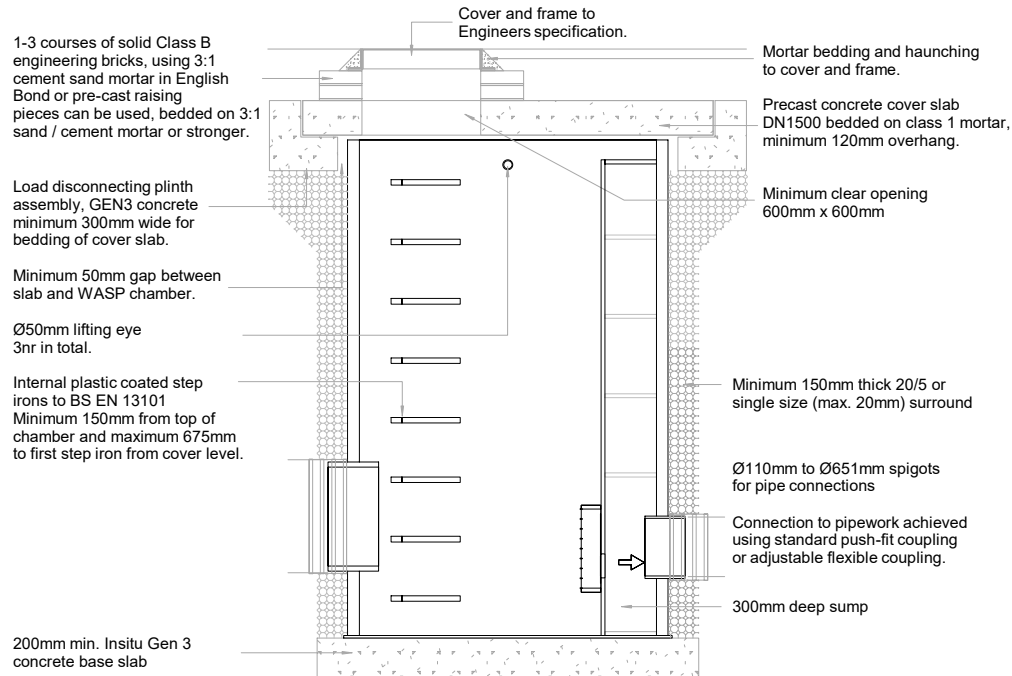 Cover and frame to
Engineers specification.
1-3 courses of solid Class B
engineering bricks, using 3:1
cement sand mortar in English
Bond or pre-cast raising
pieces can be used, bedded on 3:1
sand / cement mortar or stronger.
Load disconnecting plinth
assembly, GEN3 concrete
minimum 300mm wide for
bedding of cover slab.
Minimum 50mm gap between
slab and WASP chamber.
Ø50mm lifting eye
3nr in total.
Internal plastic coated step
irons to BS EN 13101
Minimum 150mm from top of
chamber and maximum 675mm
to first step iron from cover level.
200mm min. Insitu Gen 3
concrete base slab
Mortar bedding and haunching
to cover and frame.
Precast concrete cover slab
DN1500 bedded on class 1 mortar,
minimum 120mm overhang.
Minimum clear opening
600mm x 600mm
Minimum 150mm thick 20/5 or
single size (max. 20mm) surround
Ø110mm to Ø651mm spigots
for pipe connections
Connection to pipework achieved
using standard push-fit coupling
or adjustable flexible coupling.
300mm deep sump